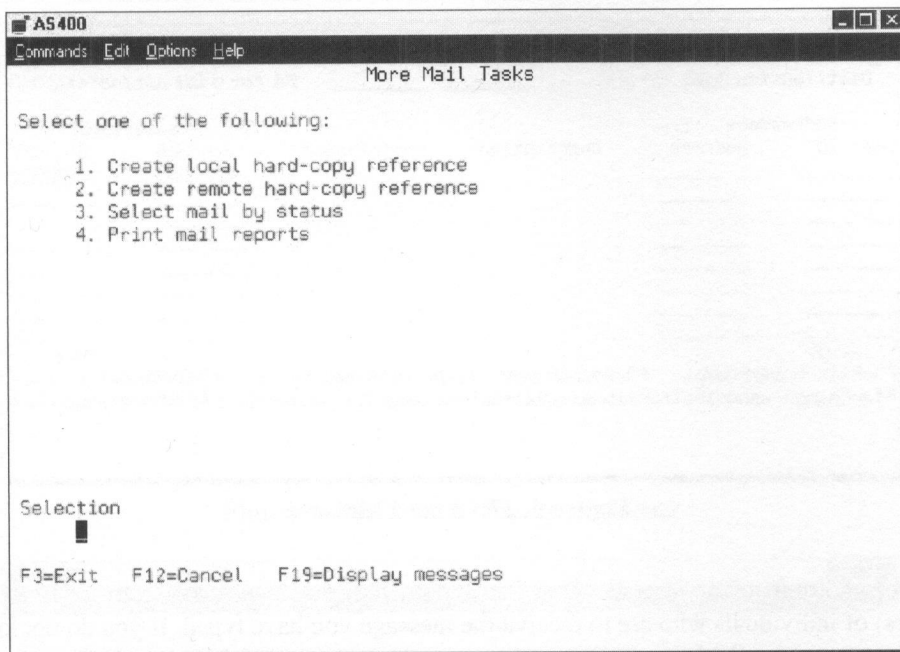 AS400
Commands Edit Options Help
More Mail Tasks
Select one of the following:
1. Create local hard-copy reference
2. Create remote hard-copy reference
3. Select mail by status
4. Print mail reports
Selection
F3=Exit F12=Cancel F19=Display messages